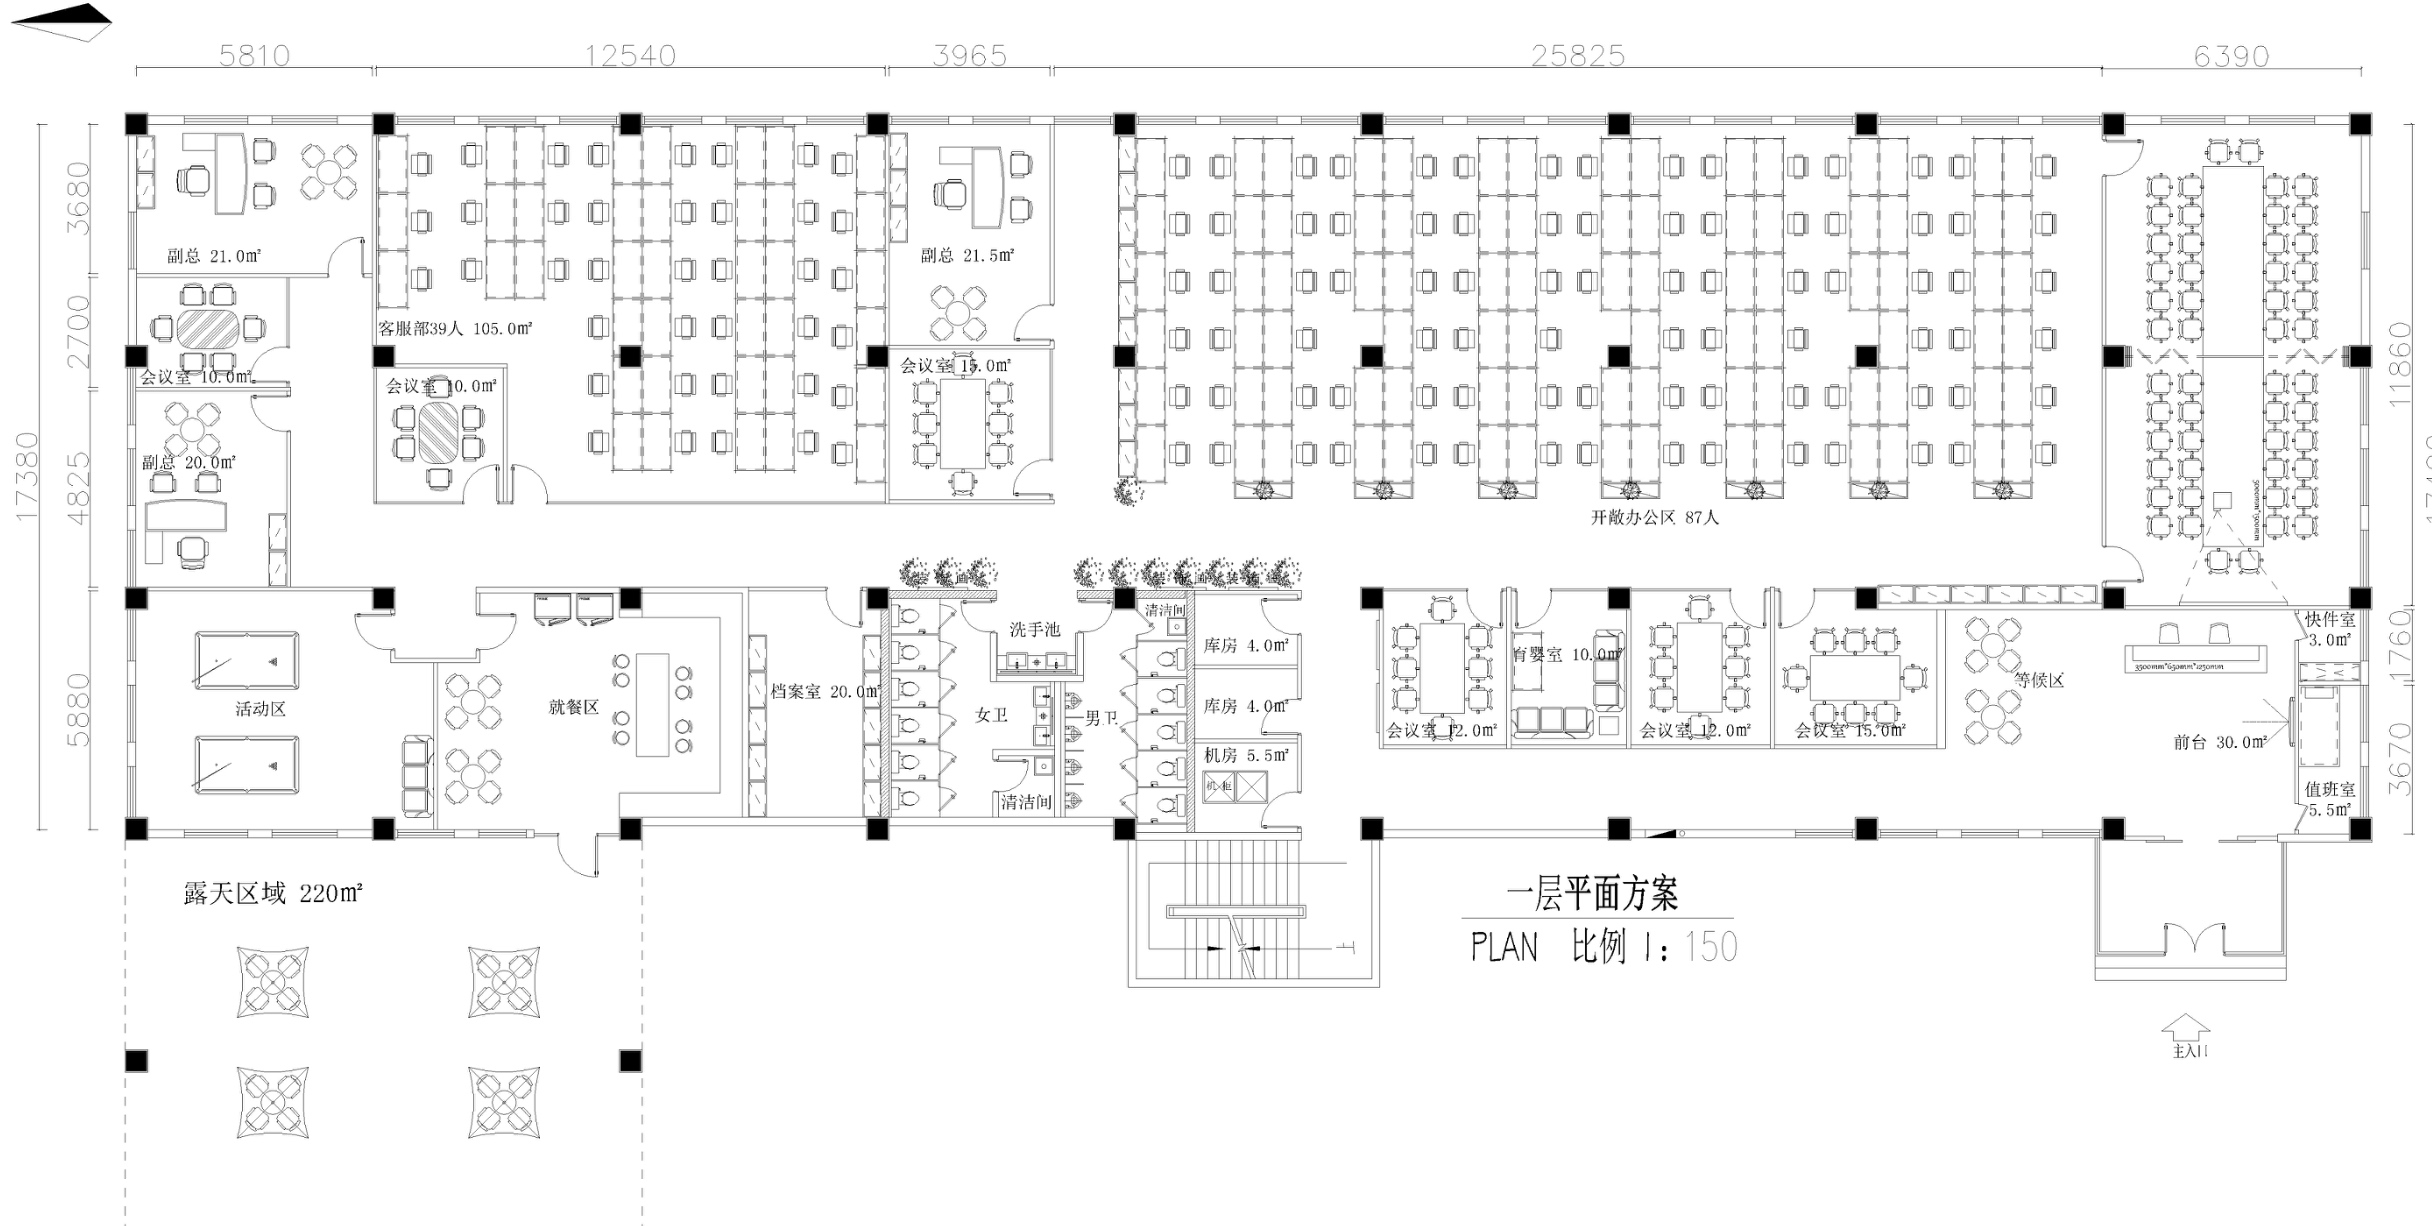 5810
12540
3965
25825
6390
3680
2700
4825
5880
17380
11860
1760
3670
副总 21.0㎡
客服部39人 105.0㎡
副总 21.5㎡
会议室 10.0㎡
会议室 15.0㎡
副总 20.0㎡
开敞办公区 87人
清洁间
洗手池
库房 4.0㎡
快件室
3.0㎡
3500mm*650mm*1250mm
育婴室 10.0㎡
等候区
档案室 20.0㎡
活动区
就餐区
女卫
男卫
库房 4.0㎡
会议室 12.0㎡
会议室 12.0㎡
会议室 15.0㎡
前台 30.0㎡
机房 5.5㎡
机柜
清洁间
值班室
5.5㎡
露天区域 220㎡
一层平面方案
PLAN 比例 1：150
上
主入口